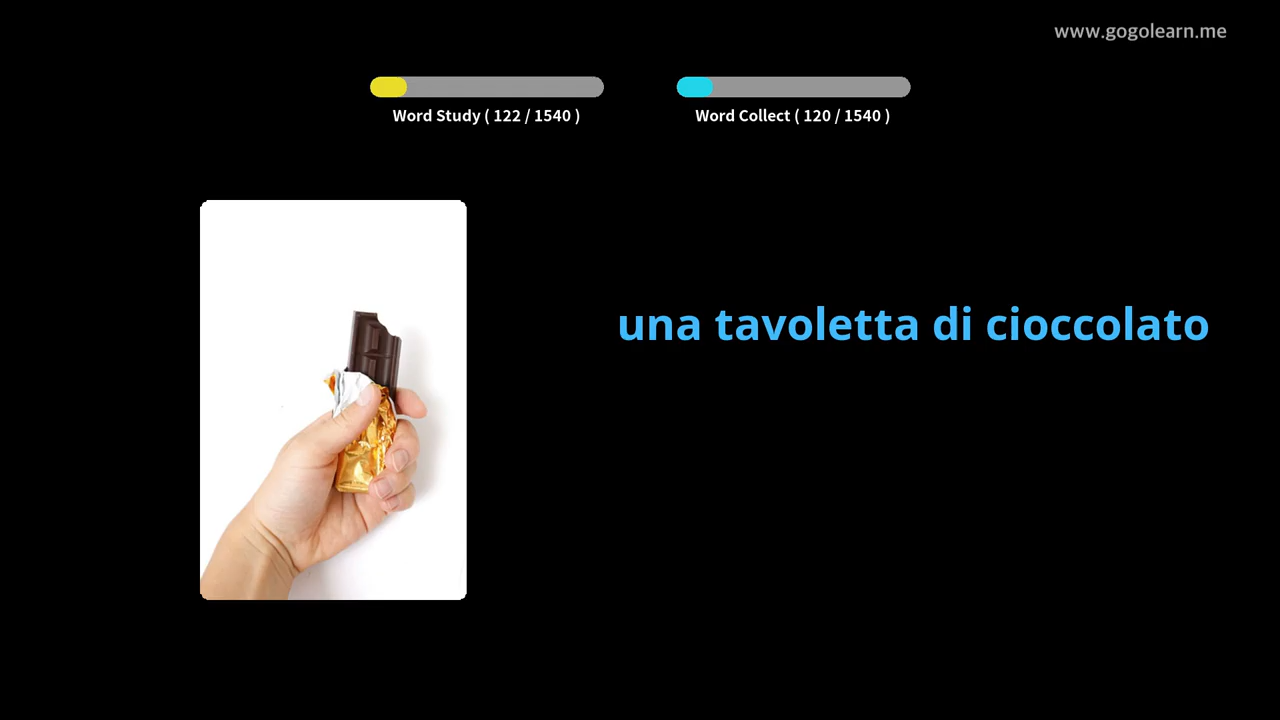 www.gogolearn.me
Word Study ( 122 / 1540 )
Word Collect ( 120 / 1540 )
una tavoletta di cioccolato